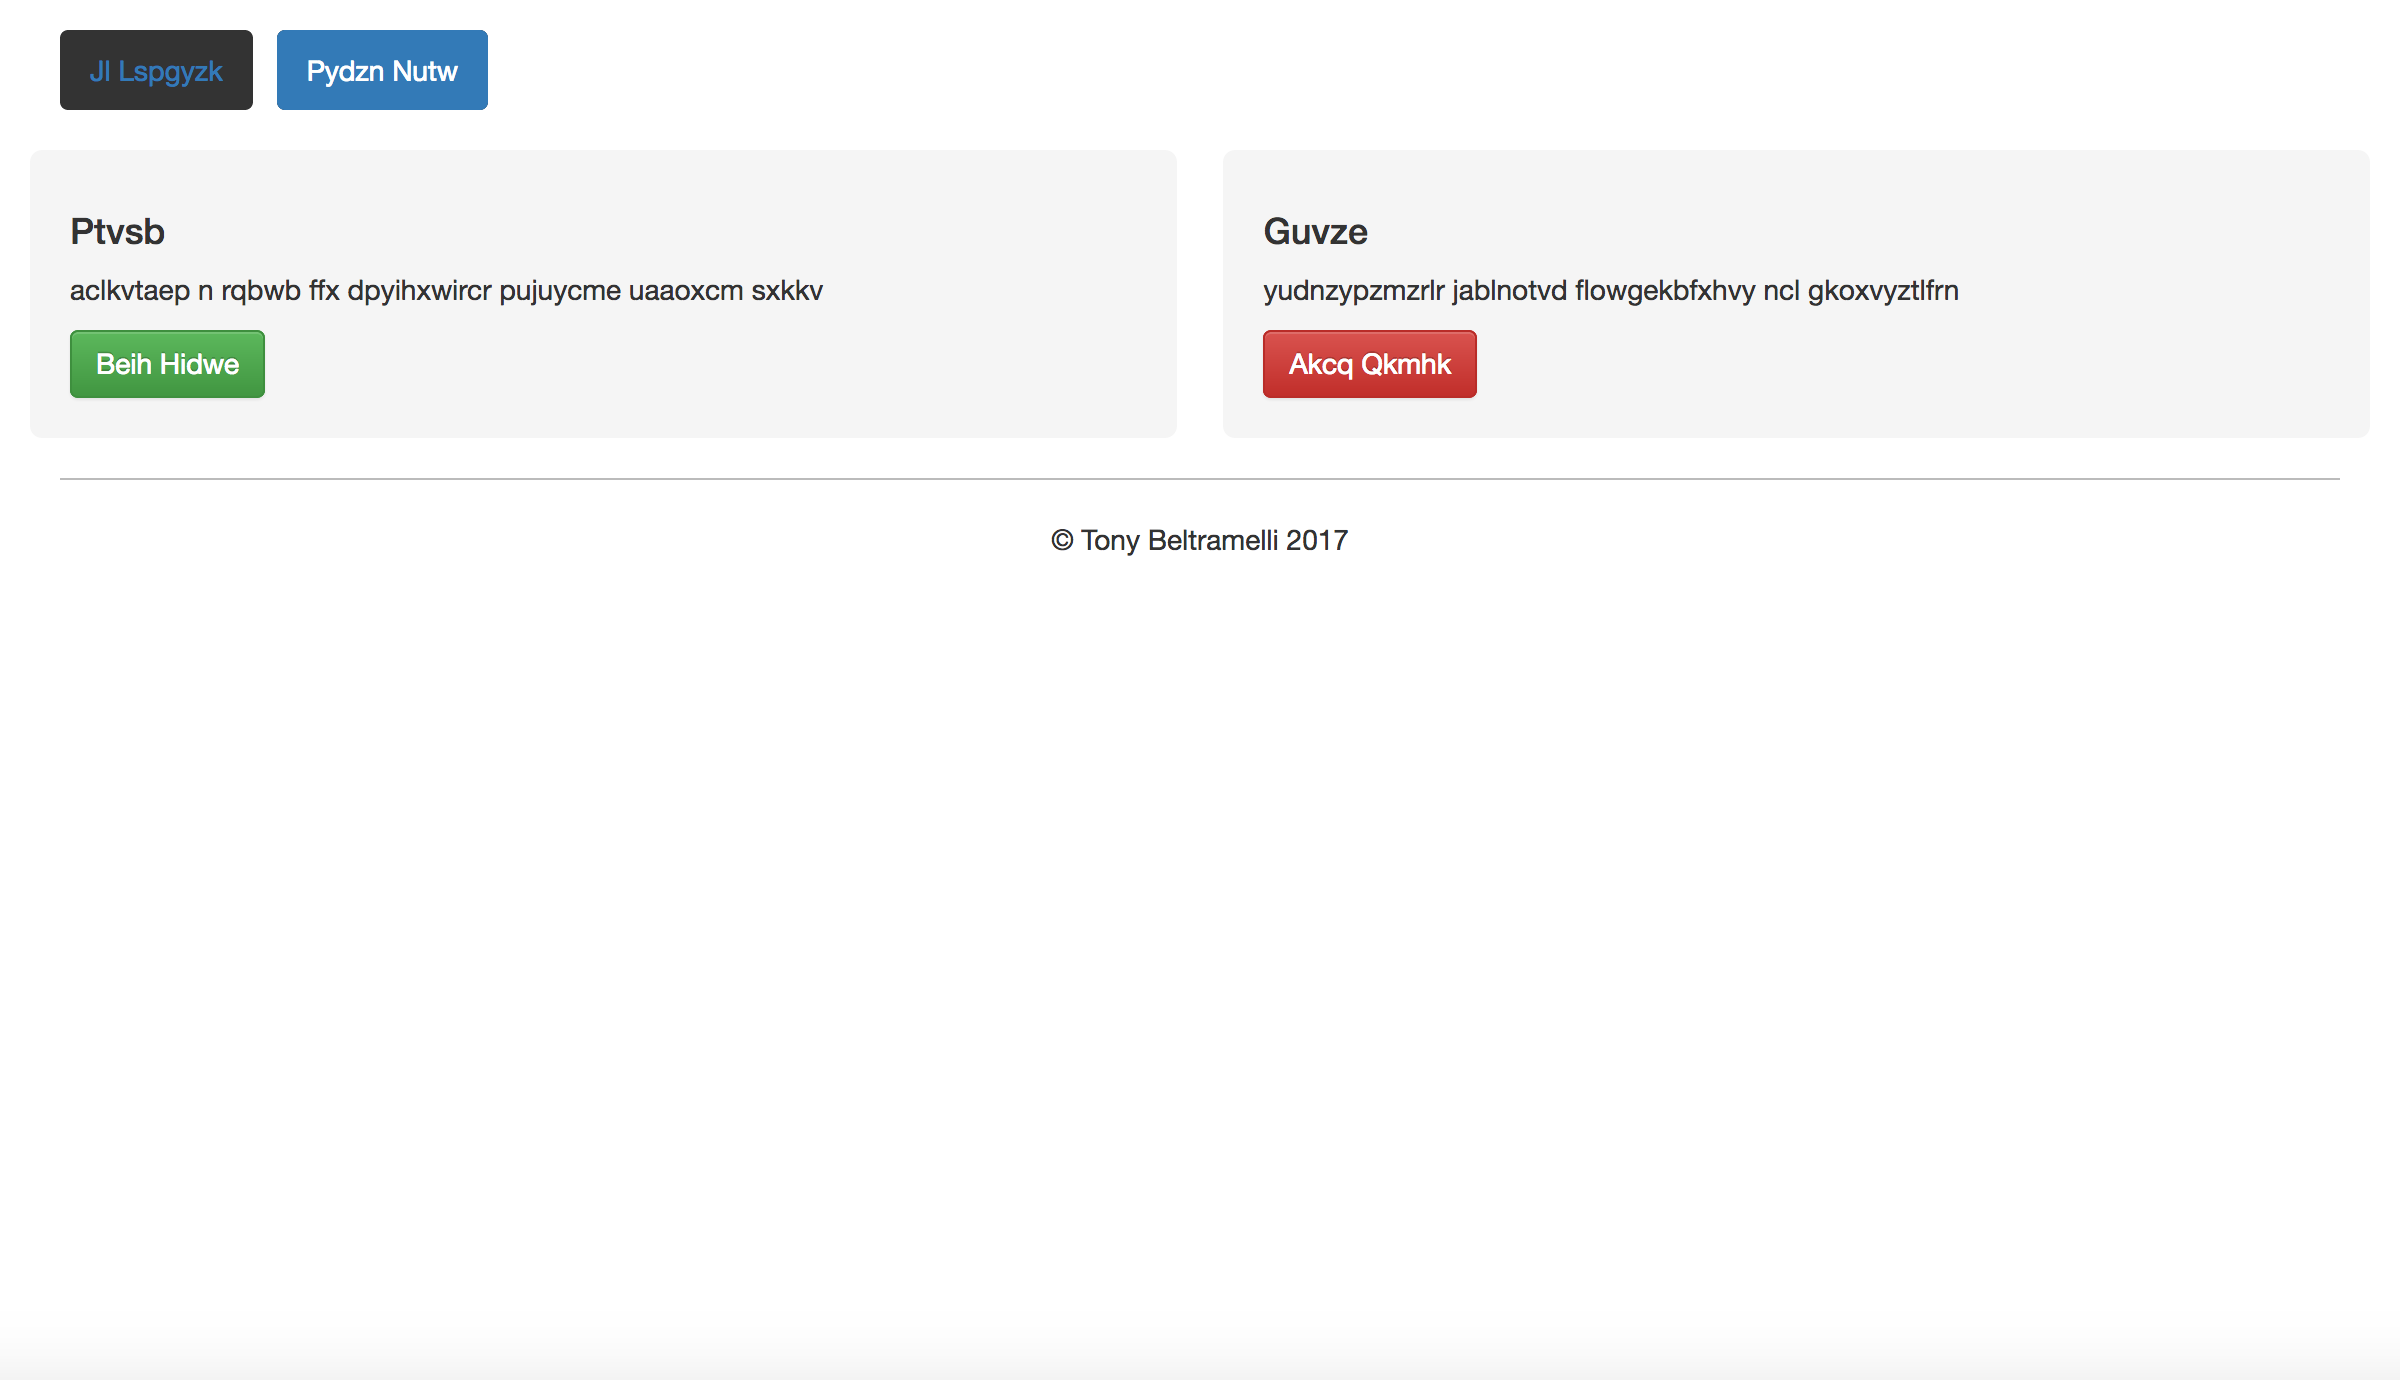 Jl Lspgyzk
Pydzn Nutw
Ptvsb
aclkvtaep n rqbwb ffx dpyihxwircr pujuycme uaaoxcm sxkkv
Beih Hidwe
Guvze
yudnzypzmzrlr jablnotvd flowgekbfxhvy ncl gkoxvyztlfrn
Akcq Qkmhk
© Tony Beltramelli 2017